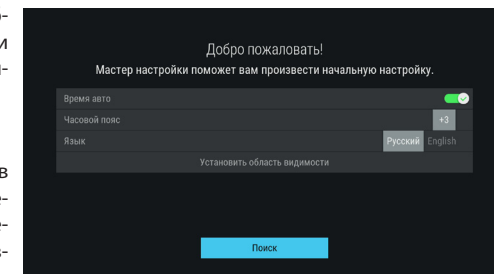 Добро пожаловать!
Мастер настройки поможет вам произвести начальную настройку.
Время авто
Часовой пояс +3
Язык Русский English
Установить область видимости
Поиск